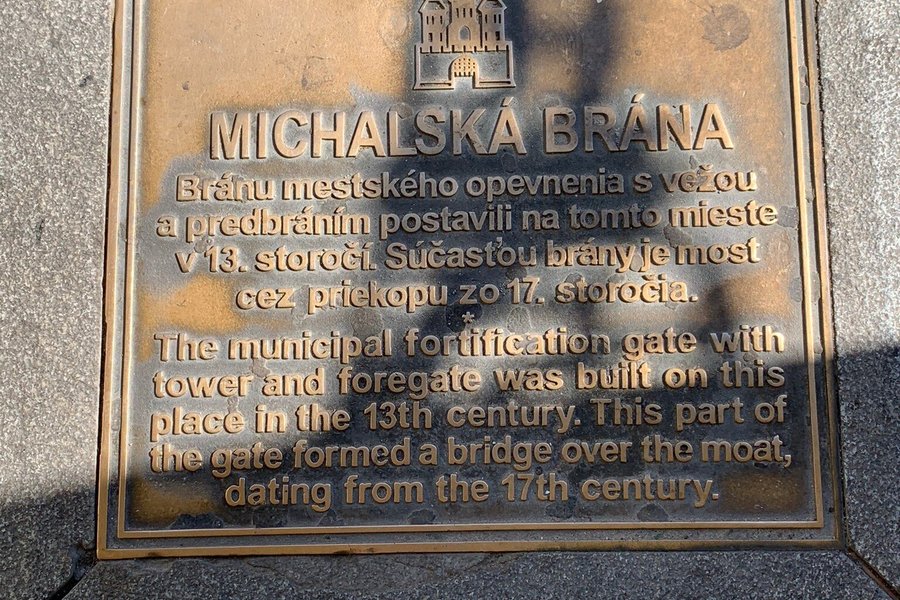 MICHAĽSKÁ BRÁNA
Bránu mestského opevnenia s vežou
a predbráním postavili na tomto mieste
v 13. storočí. Súčasťou brány je most
cez priekopu zo 17. storočia.
*
The municipal fortification gate with
tower and foregate was built on this
place in the 13th century. This part of
the gate formed a bridge over the moat,
dating from the 17th century.